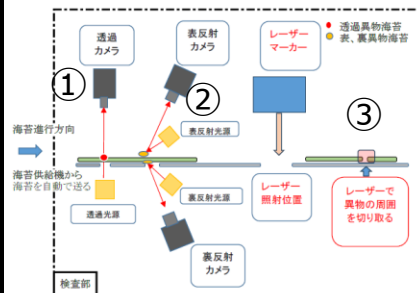 透過
カメラ
表反射
カメラ
レーザー
マーカー
透過異物海苔
表、裏異物海苔
①
②
③
海苔進行方向
表反射光源
海苔供給機から
海苔を自動で送る
透過光源
裏反射光源
レーザー
照射位置
レーザーで
異物の周囲
を切り取る
裏反射
カメラ
検査部